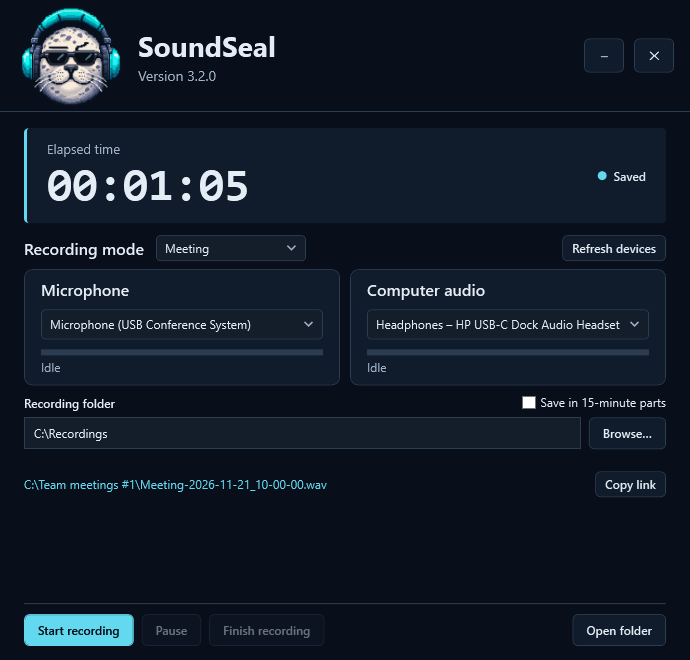 SoundSeal
Version 3.2.0
Elapsed time
00:01:05
Saved
Recording mode
Meeting
Refresh devices
Microphone
Microphone (USB Conference System)
Idle
Computer audio
Headphones – HP USB-C Dock Audio Headset
Idle
Recording folder
Save in 15-minute parts
C:\Recordings
Browse...
C:\Team meetings #1\Meeting-2026-11-21_10-00-00.wav
Copy link
Start recording
Pause
Finish recording
Open folder